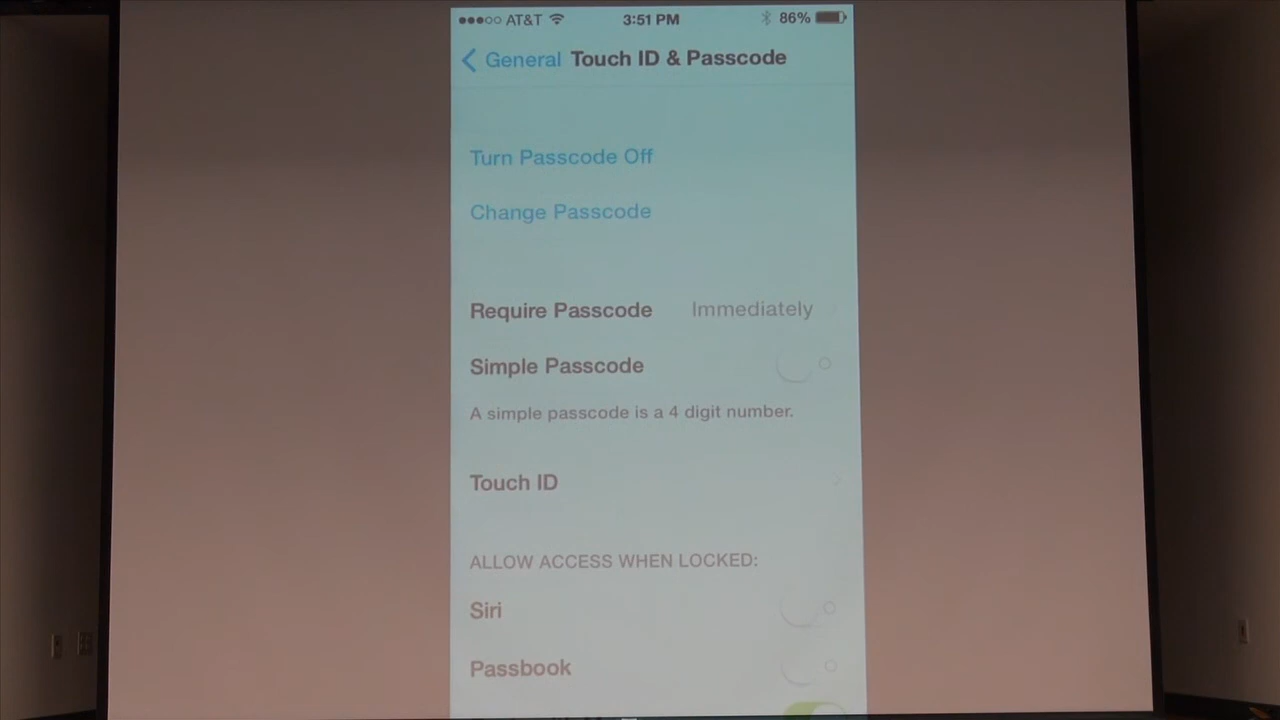 AT&T 3:51 PM 86%
General Touch ID & Passcode
Turn Passcode Off
Change Passcode
Require Passcode Immediately
Simple Passcode
A simple passcode is a 4 digit number.
Touch ID
ALLOW ACCESS WHEN LOCKED:
Siri
Passbook